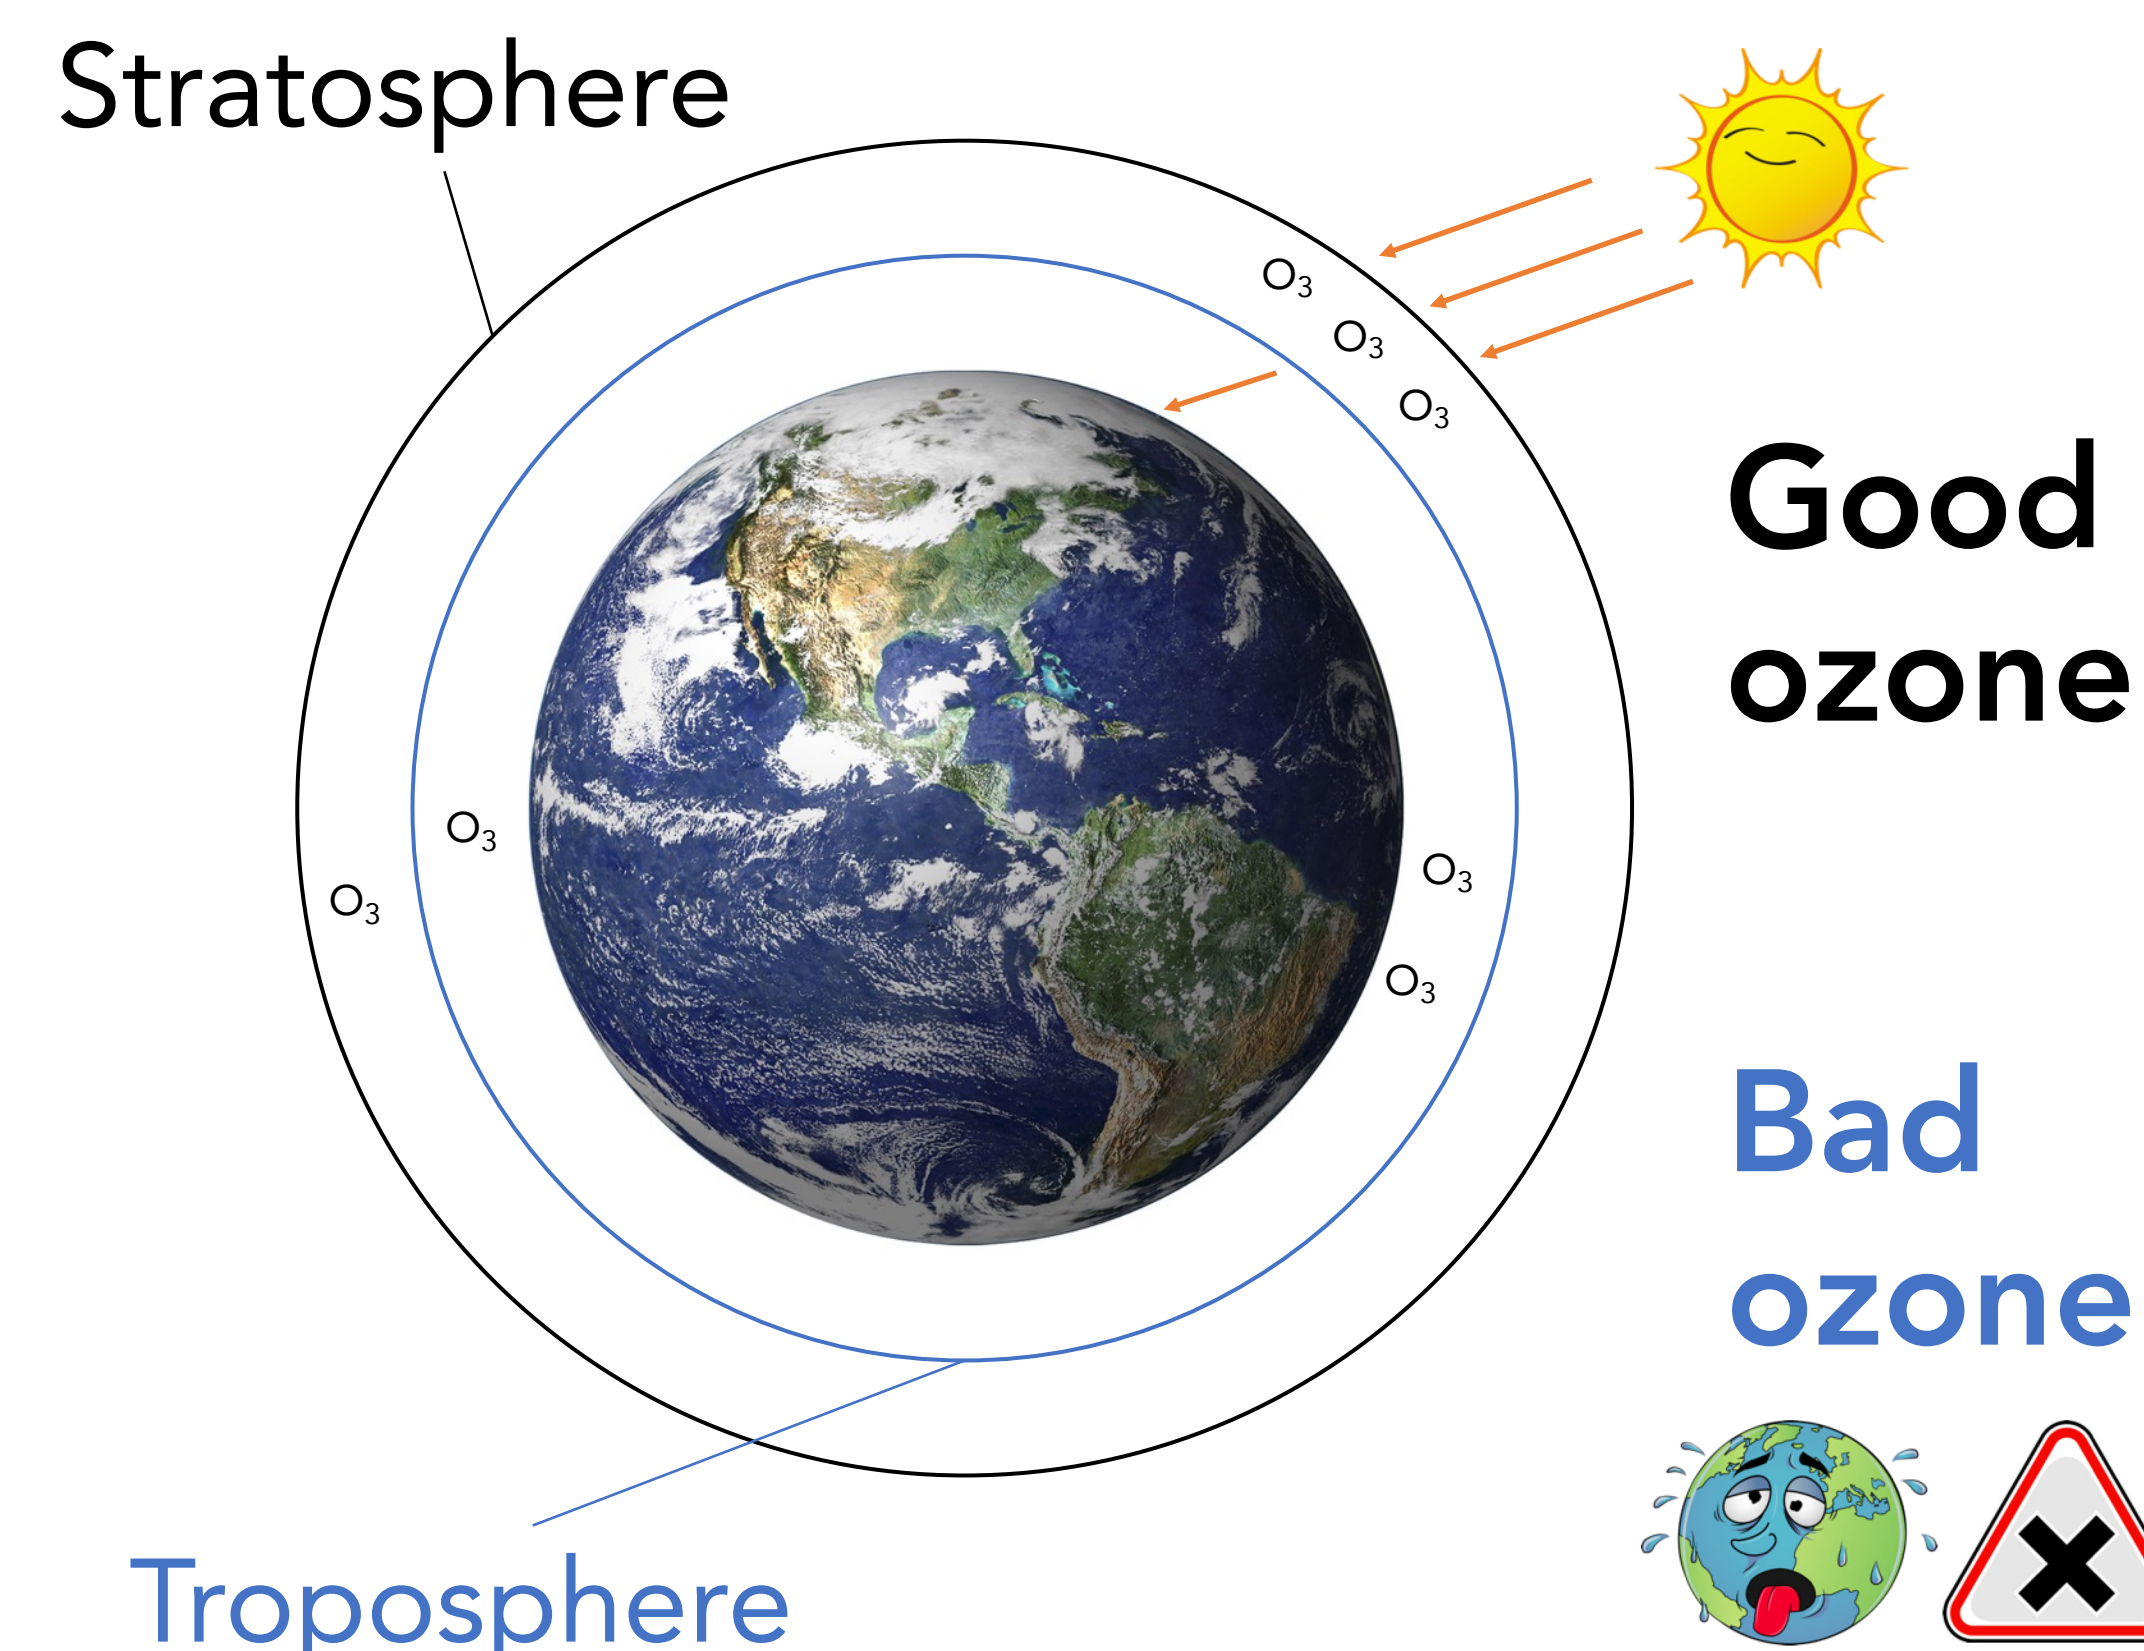 Stratosphere
O₃
O₃
O₃
Good
ozone
O₃
O₃
O₃
O₃
Bad
ozone
Troposphere